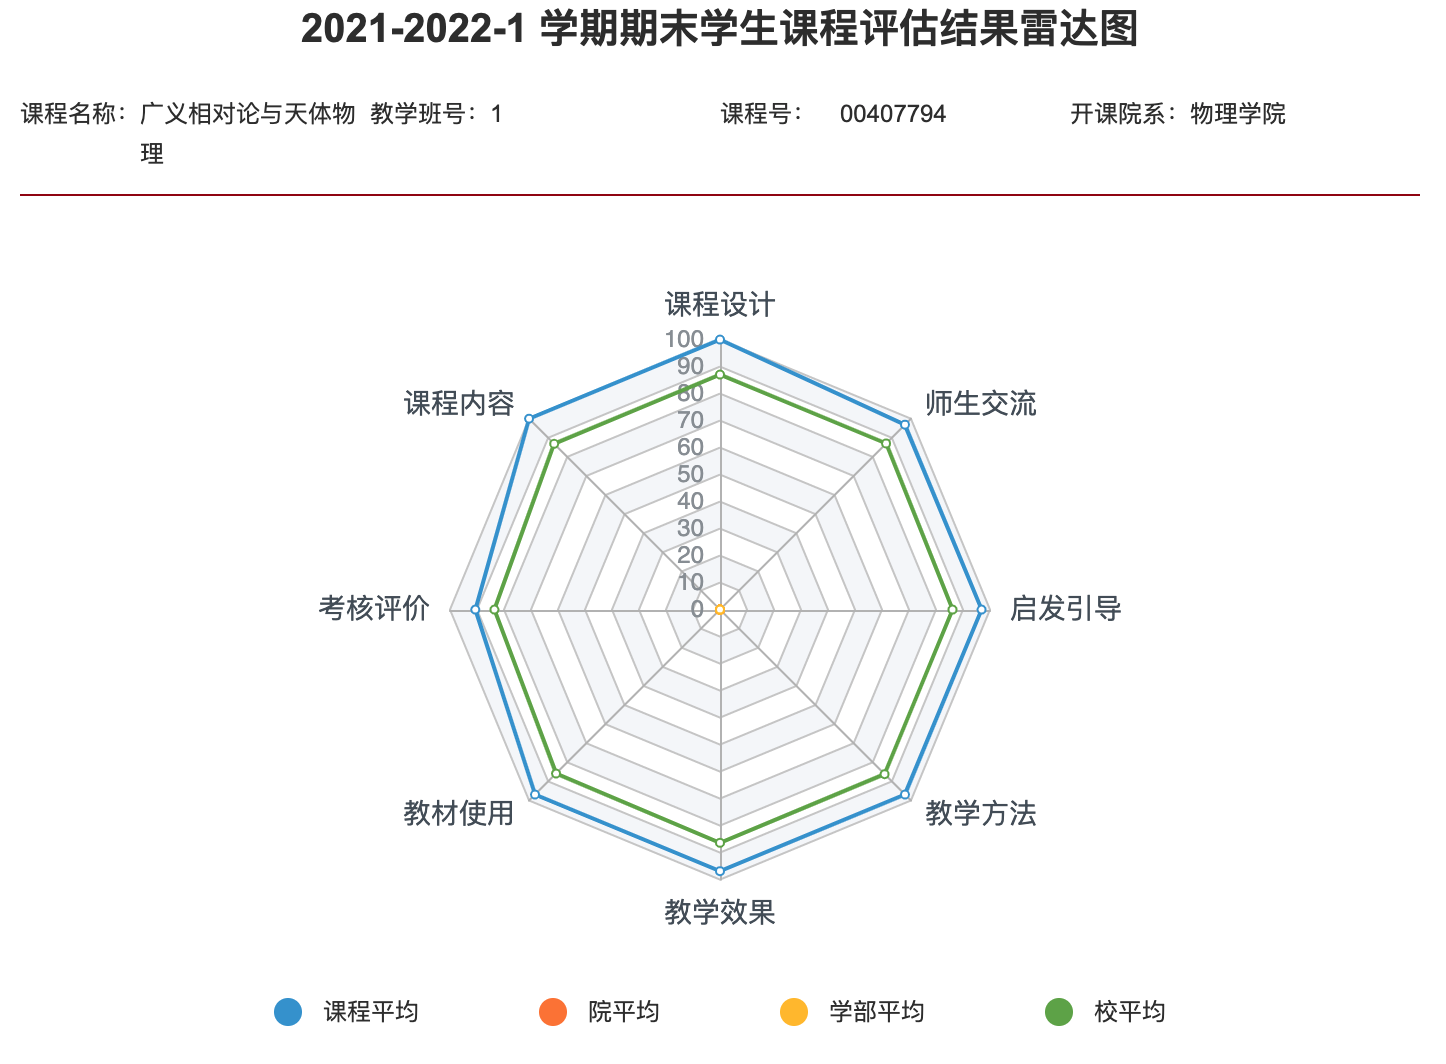 2021-2022-1 学期期末学生课程评估结果雷达图
课程名称： 广义相对论与天体物理 教学班号： 1 课程号： 00407794 开课院系： 物理学院
课程设计
100
90
80
70
60
50
40
30
20
10
0
课程内容
师生交流
考核评价
启发引导
教材使用
教学方法
教学效果
课程平均 院平均 学部平均 校平均